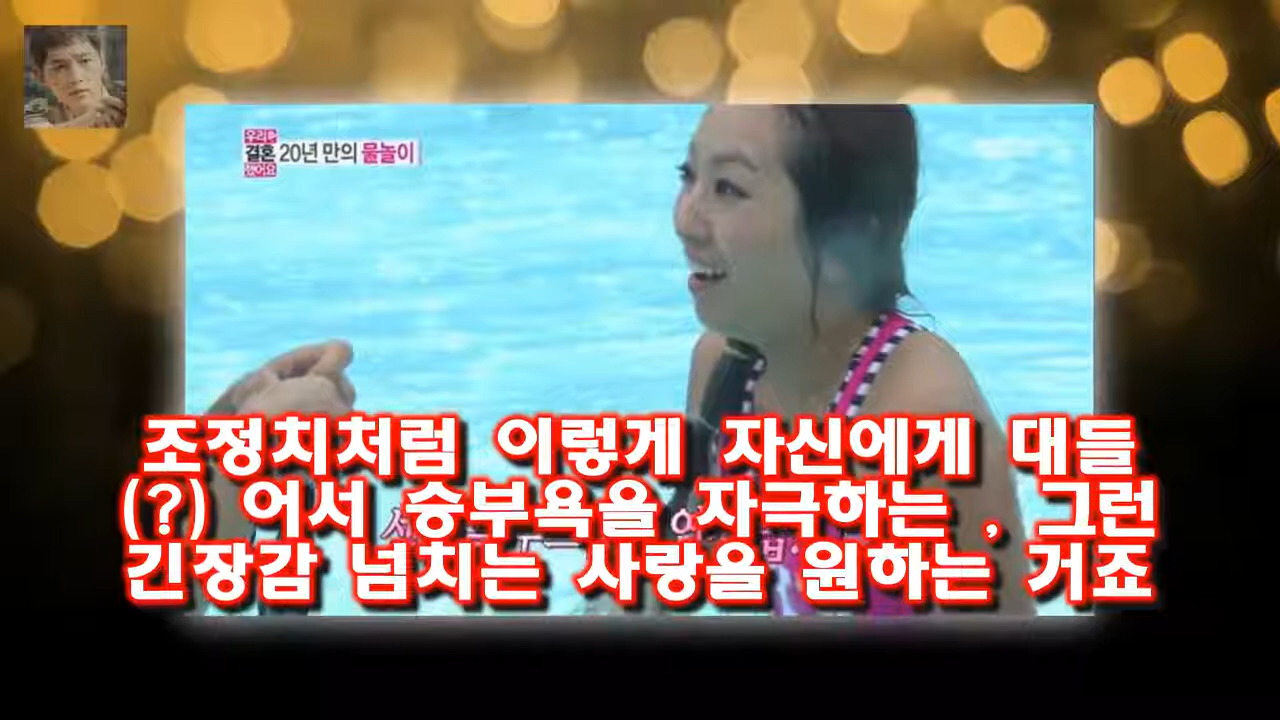 우리
결혼 20년 만의 물놀이
했어요
조정치처럼 이렇게 자신에게 대들
(?) 어서 승부욕을 자극하는 , 그런
긴장감 넘치는 사랑을 원하는 거죠